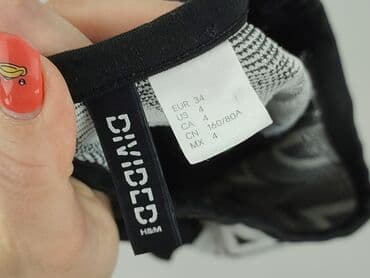 DIVIDED
H&M
EUR 34
US 4
CA 4
CN 160/80A
MX 4